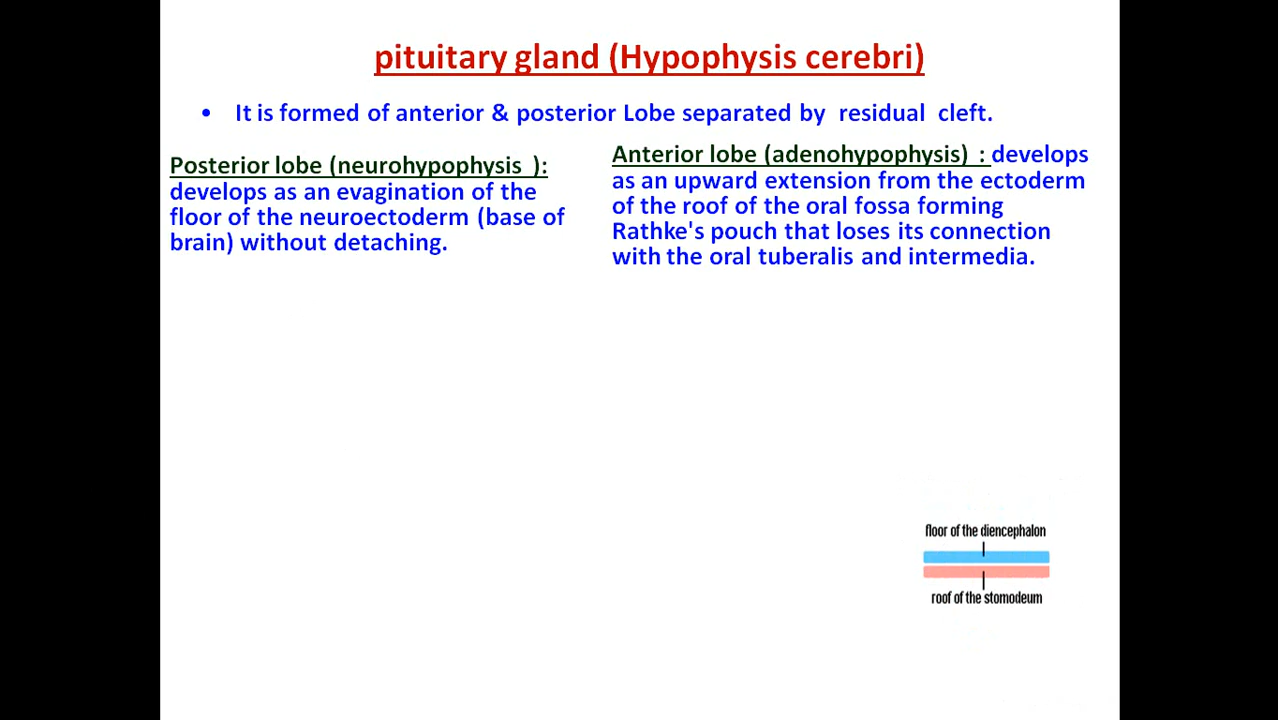 pituitary gland (Hypophysis cerebri)
• It is formed of anterior & posterior Lobe separated by residual cleft.
Posterior lobe (neurohypophysis ):
develops as an evagination of the
floor of the neuroectoderm (base of
brain) without detaching.
Anterior lobe (adenohypophysis) : develops
as an upward extension from the ectoderm
of the roof of the oral fossa forming
Rathke's pouch that loses its connection
with the oral tuberalis and intermedia.
floor of the diencephalon
roof of the stomodeum